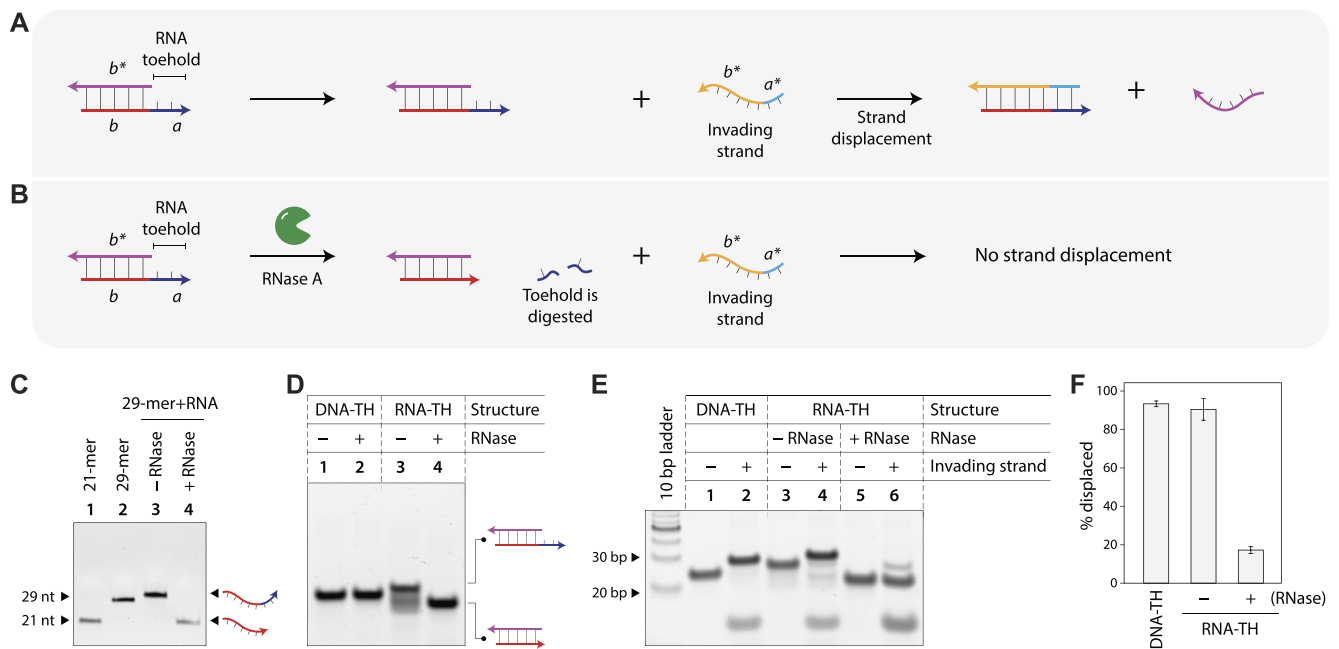 A
RNA
toehold
b*
b
a
+
b*
a*
Invading
strand
Strand
displacement
+
B
RNA
toehold
b*
b
a
RNase A
Toehold is
digested
+
b*
a*
Invading
strand
No strand displacement
C
29-mer+RNA
21-mer
29-mer
– RNase
+ RNase
1 2 3 4
29 nt
21 nt
D
DNA-TH RNA-TH Structure
– + – + RNase
1 2 3 4
E
10 bp ladder
DNA-TH RNA-TH Structure
– RNase + RNase RNase
– + – + – + Invading strand
1 2 3 4 5 6
30 bp
20 bp
F
% displaced
100
80
60
40
20
0
DNA-TH
– + (RNase)
RNA-TH